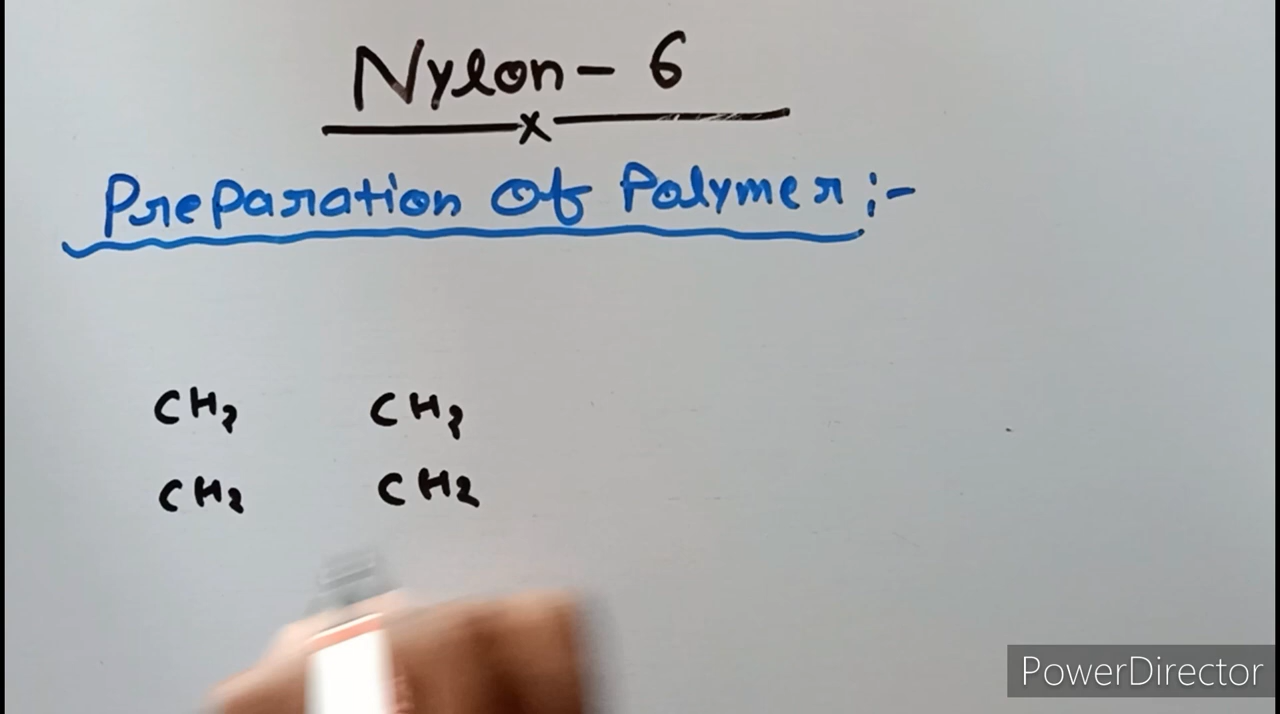 Nylon - 6
x
Preparation Of Polymer :-
CH2 CH2
CH2 CH2
PowerDirector